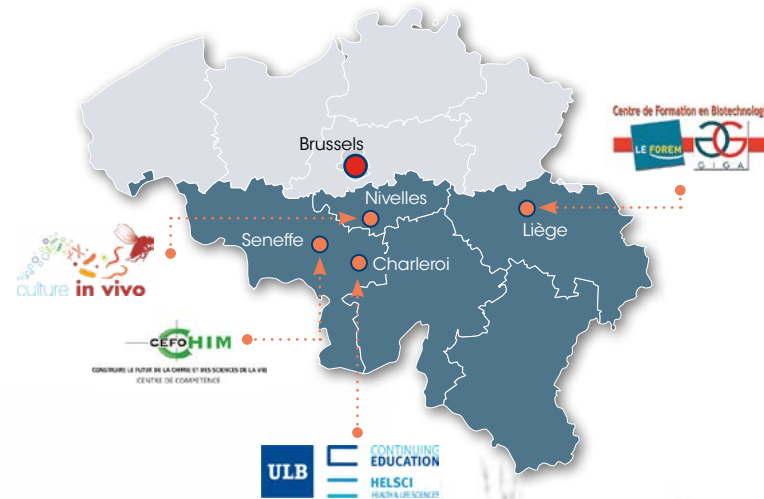 Centre de Formation en Biotechnologie
LE FOREM
GIGA
Brussels
Nivelles
Liège
Seneffe
Charleroi
culture in vivo
CEFOCHIM
CONSTRUIRE LE FUTUR DE LA CHIMIE ET DES SCIENCES DE LA VIE
CENTRE DE COMPETENCE
ULB
CONTINUING
EDUCATION
HELSCI
HEALTH & LIFE SCIENCES